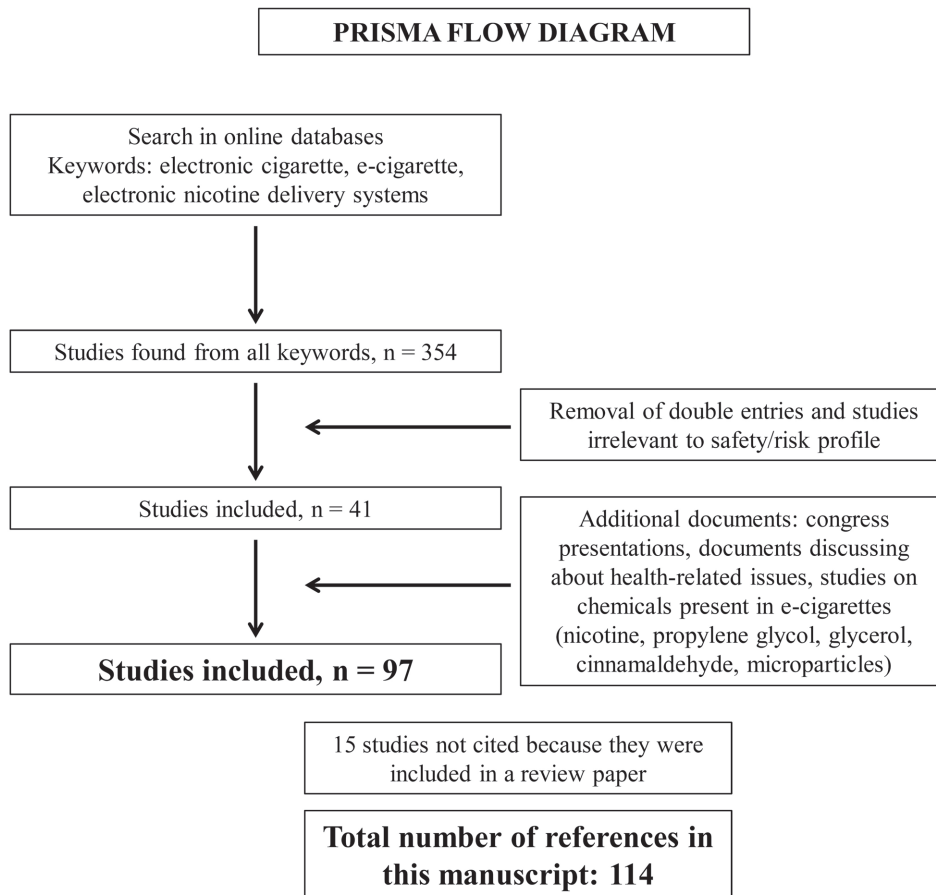 PRISMA FLOW DIAGRAM
Search in online databases
Keywords: electronic cigarette, e-cigarette,
electronic nicotine delivery systems
Studies found from all keywords, n = 354
Removal of double entries and studies
irrelevant to safety/risk profile
Studies included, n = 41
Additional documents: congress
presentations, documents discussing
about health-related issues, studies on
chemicals present in e-cigarettes
(nicotine, propylene glycol, glycerol,
cinnamaldehyde, microparticles)
Studies included, n = 97
15 studies not cited because they were
included in a review paper
Total number of references in
this manuscript: 114